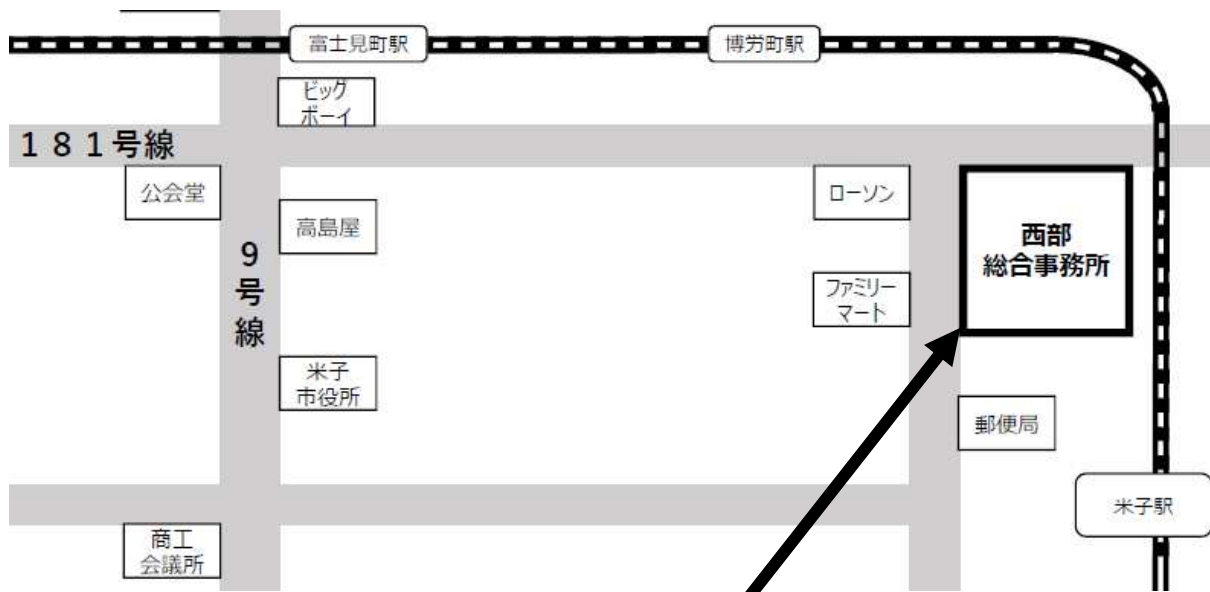 富士見町駅
博労町駅
ビッグ
ボーイ
１８１号線
公会堂
高島屋
ローソン
西部
総合事務所
９号線
ファミリー
マート
米子
市役所
郵便局
米子駅
商工
会議所